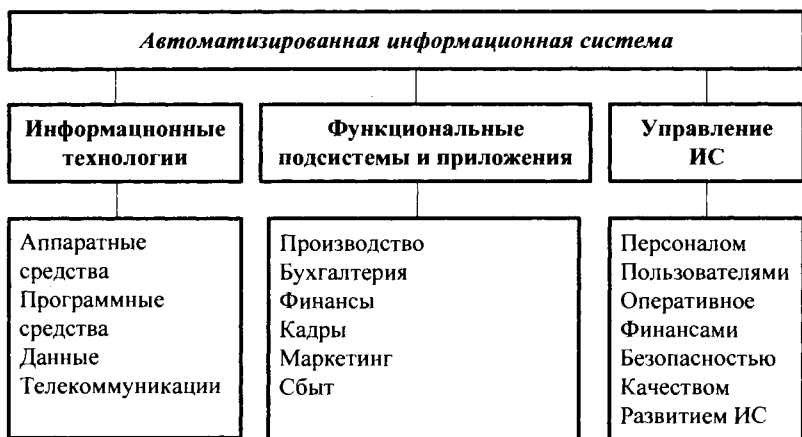 Автоматизированная информационная система
Информационные
технологии
Функциональные
подсистемы и приложения
Управление
ИС
Аппаратные
средства
Программные
средства
Данные
Телекоммуникации
Производство
Бухгалтерия
Финансы
Кадры
Маркетинг
Сбыт
Персоналом
Пользователями
Оперативное
Финансами
Безопасностью
Качеством
Развитием ИС